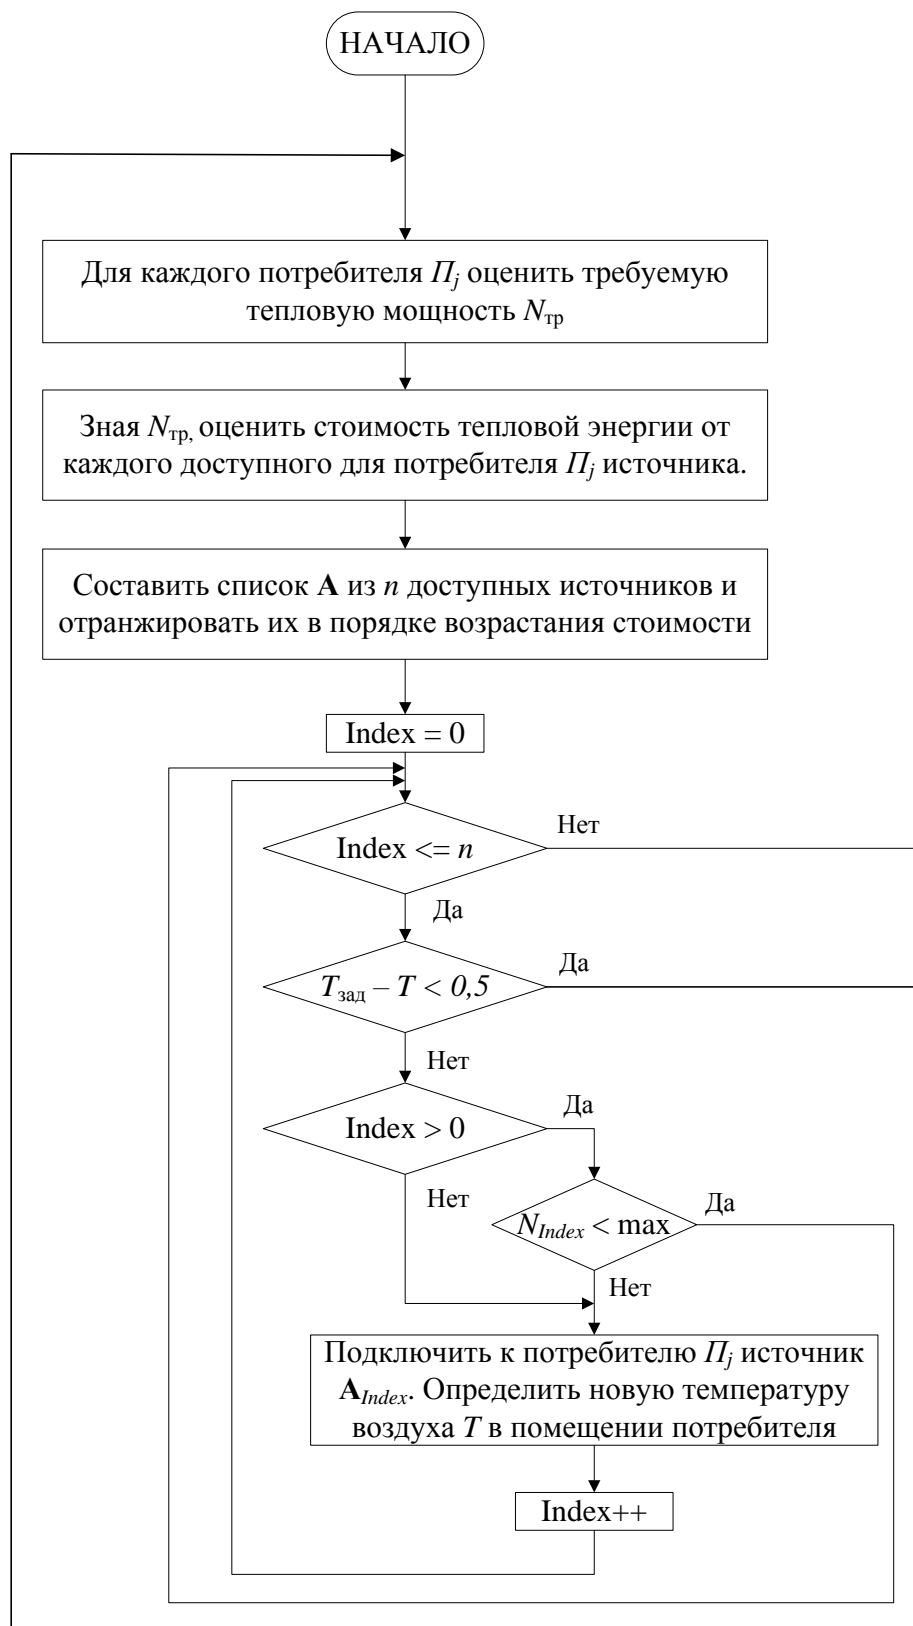 НАЧАЛО
Для каждого потребителя Пj оценить требуемую
тепловую мощность Nтр
Зная Nтр, оценить стоимость тепловой энергии от
каждого доступного для потребителя Пj источника.
Составить список A из n доступных источников и
отранжировать их в порядке возрастания стоимости
Index = 0
Index <= n
Нет
Да
Tзад – T < 0,5
Да
Нет
Index > 0
Да
Нет
NIndex < max
Да
Нет
Подключить к потребителю Пj источник
AIndex. Определить новую температуру
воздуха T в помещении потребителя
Index++